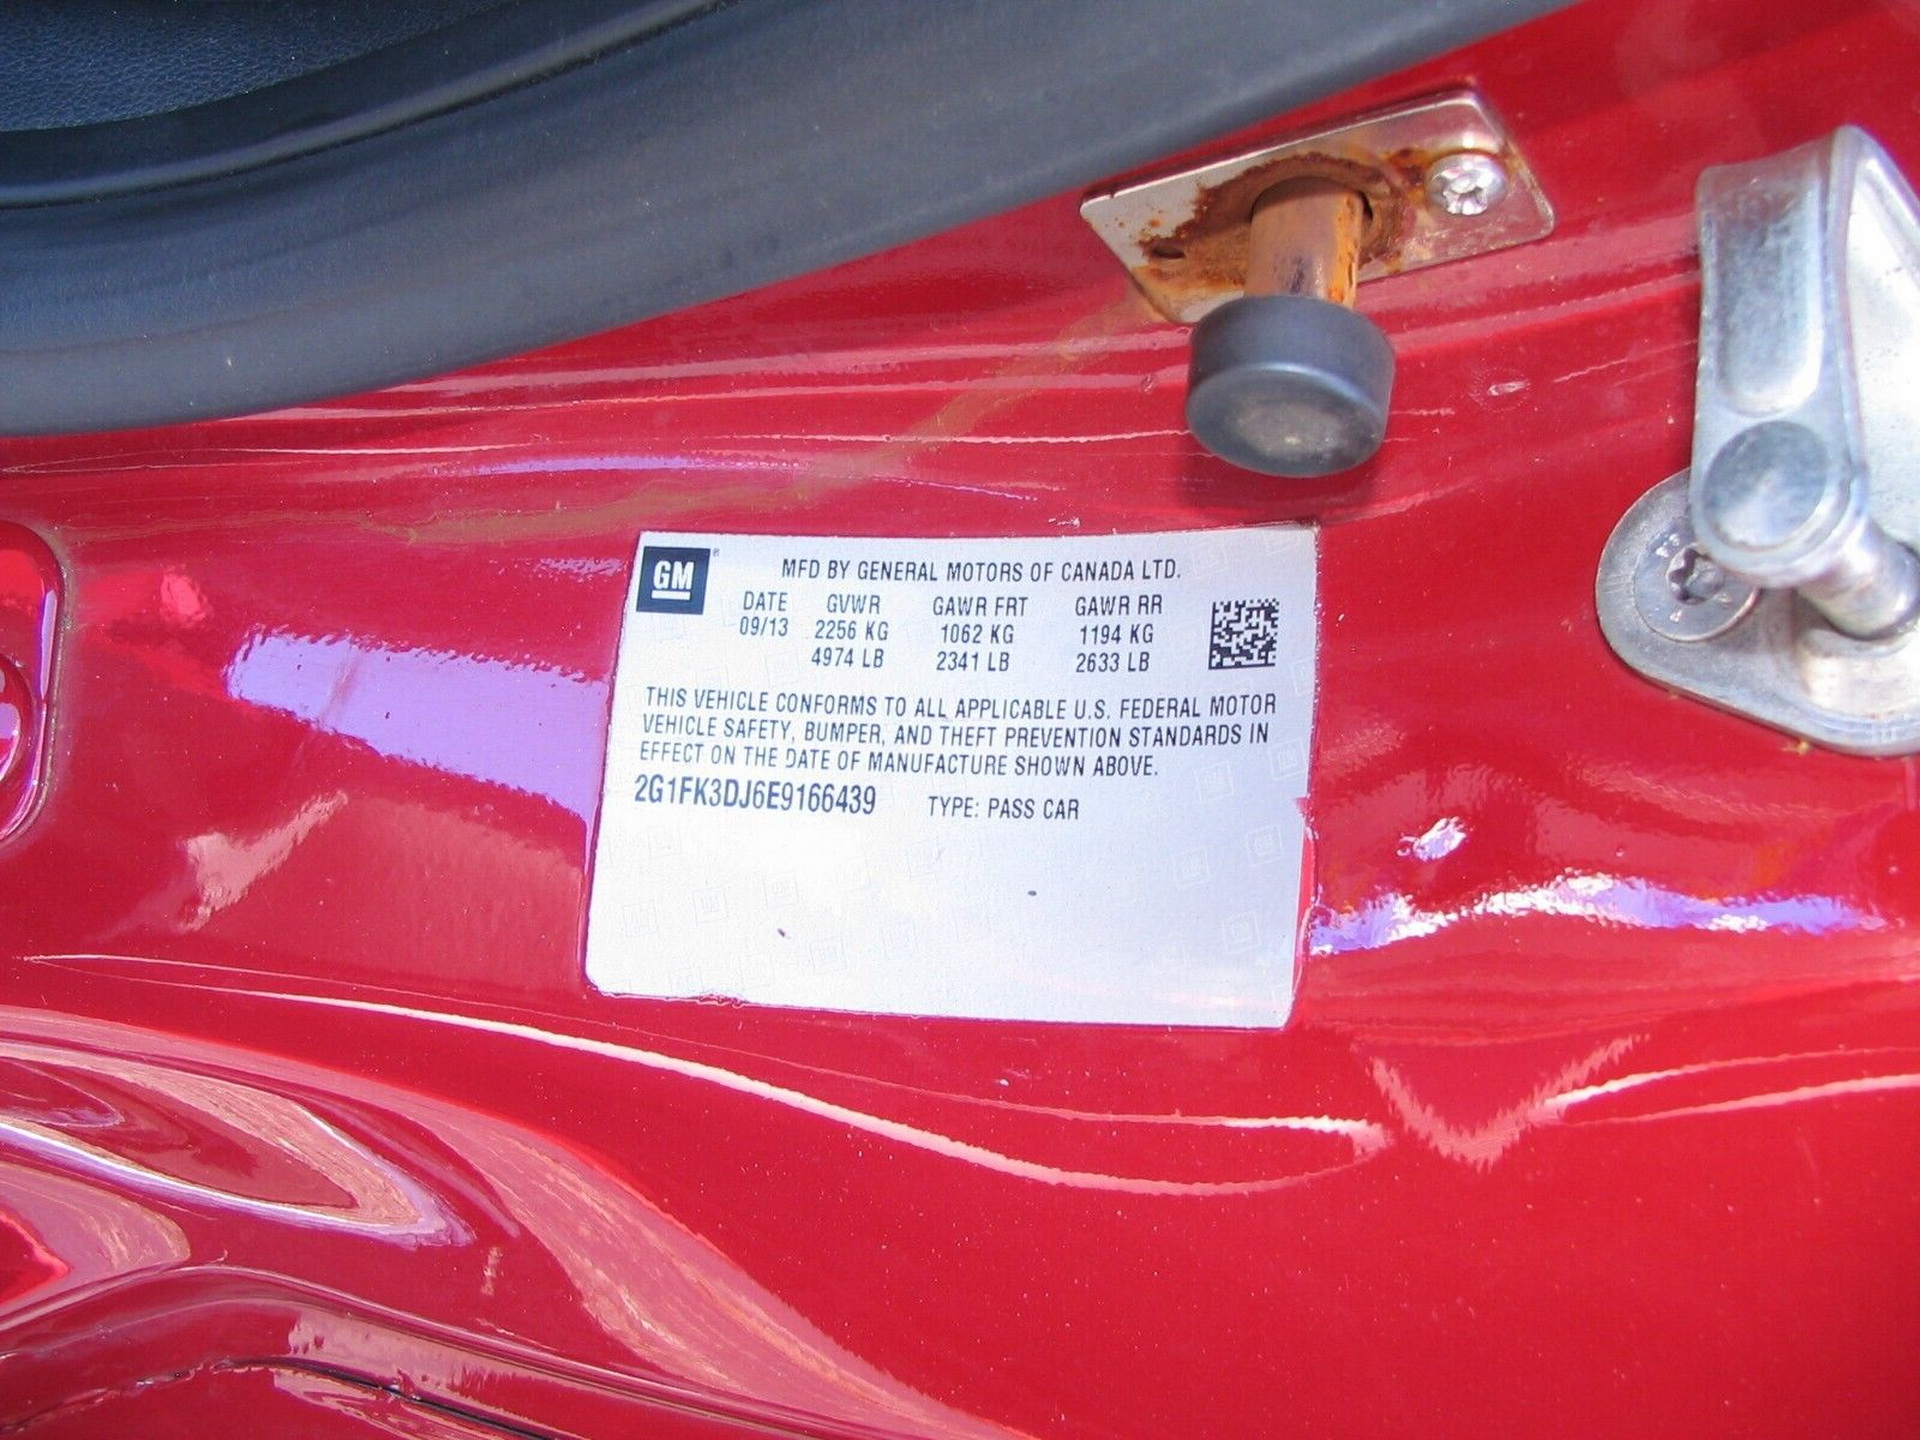 GM
MFD BY GENERAL MOTORS OF CANADA LTD.
DATE GVWR GAWR FRT GAWR RR
09/13 2256 KG 1062 KG 1194 KG
4974 LB 2341 LB 2633 LB
THIS VEHICLE CONFORMS TO ALL APPLICABLE U.S. FEDERAL MOTOR
VEHICLE SAFETY, BUMPER, AND THEFT PREVENTION STANDARDS IN
EFFECT ON THE DATE OF MANUFACTURE SHOWN ABOVE.
2G1FK3DJ6E9166439 TYPE: PASS CAR